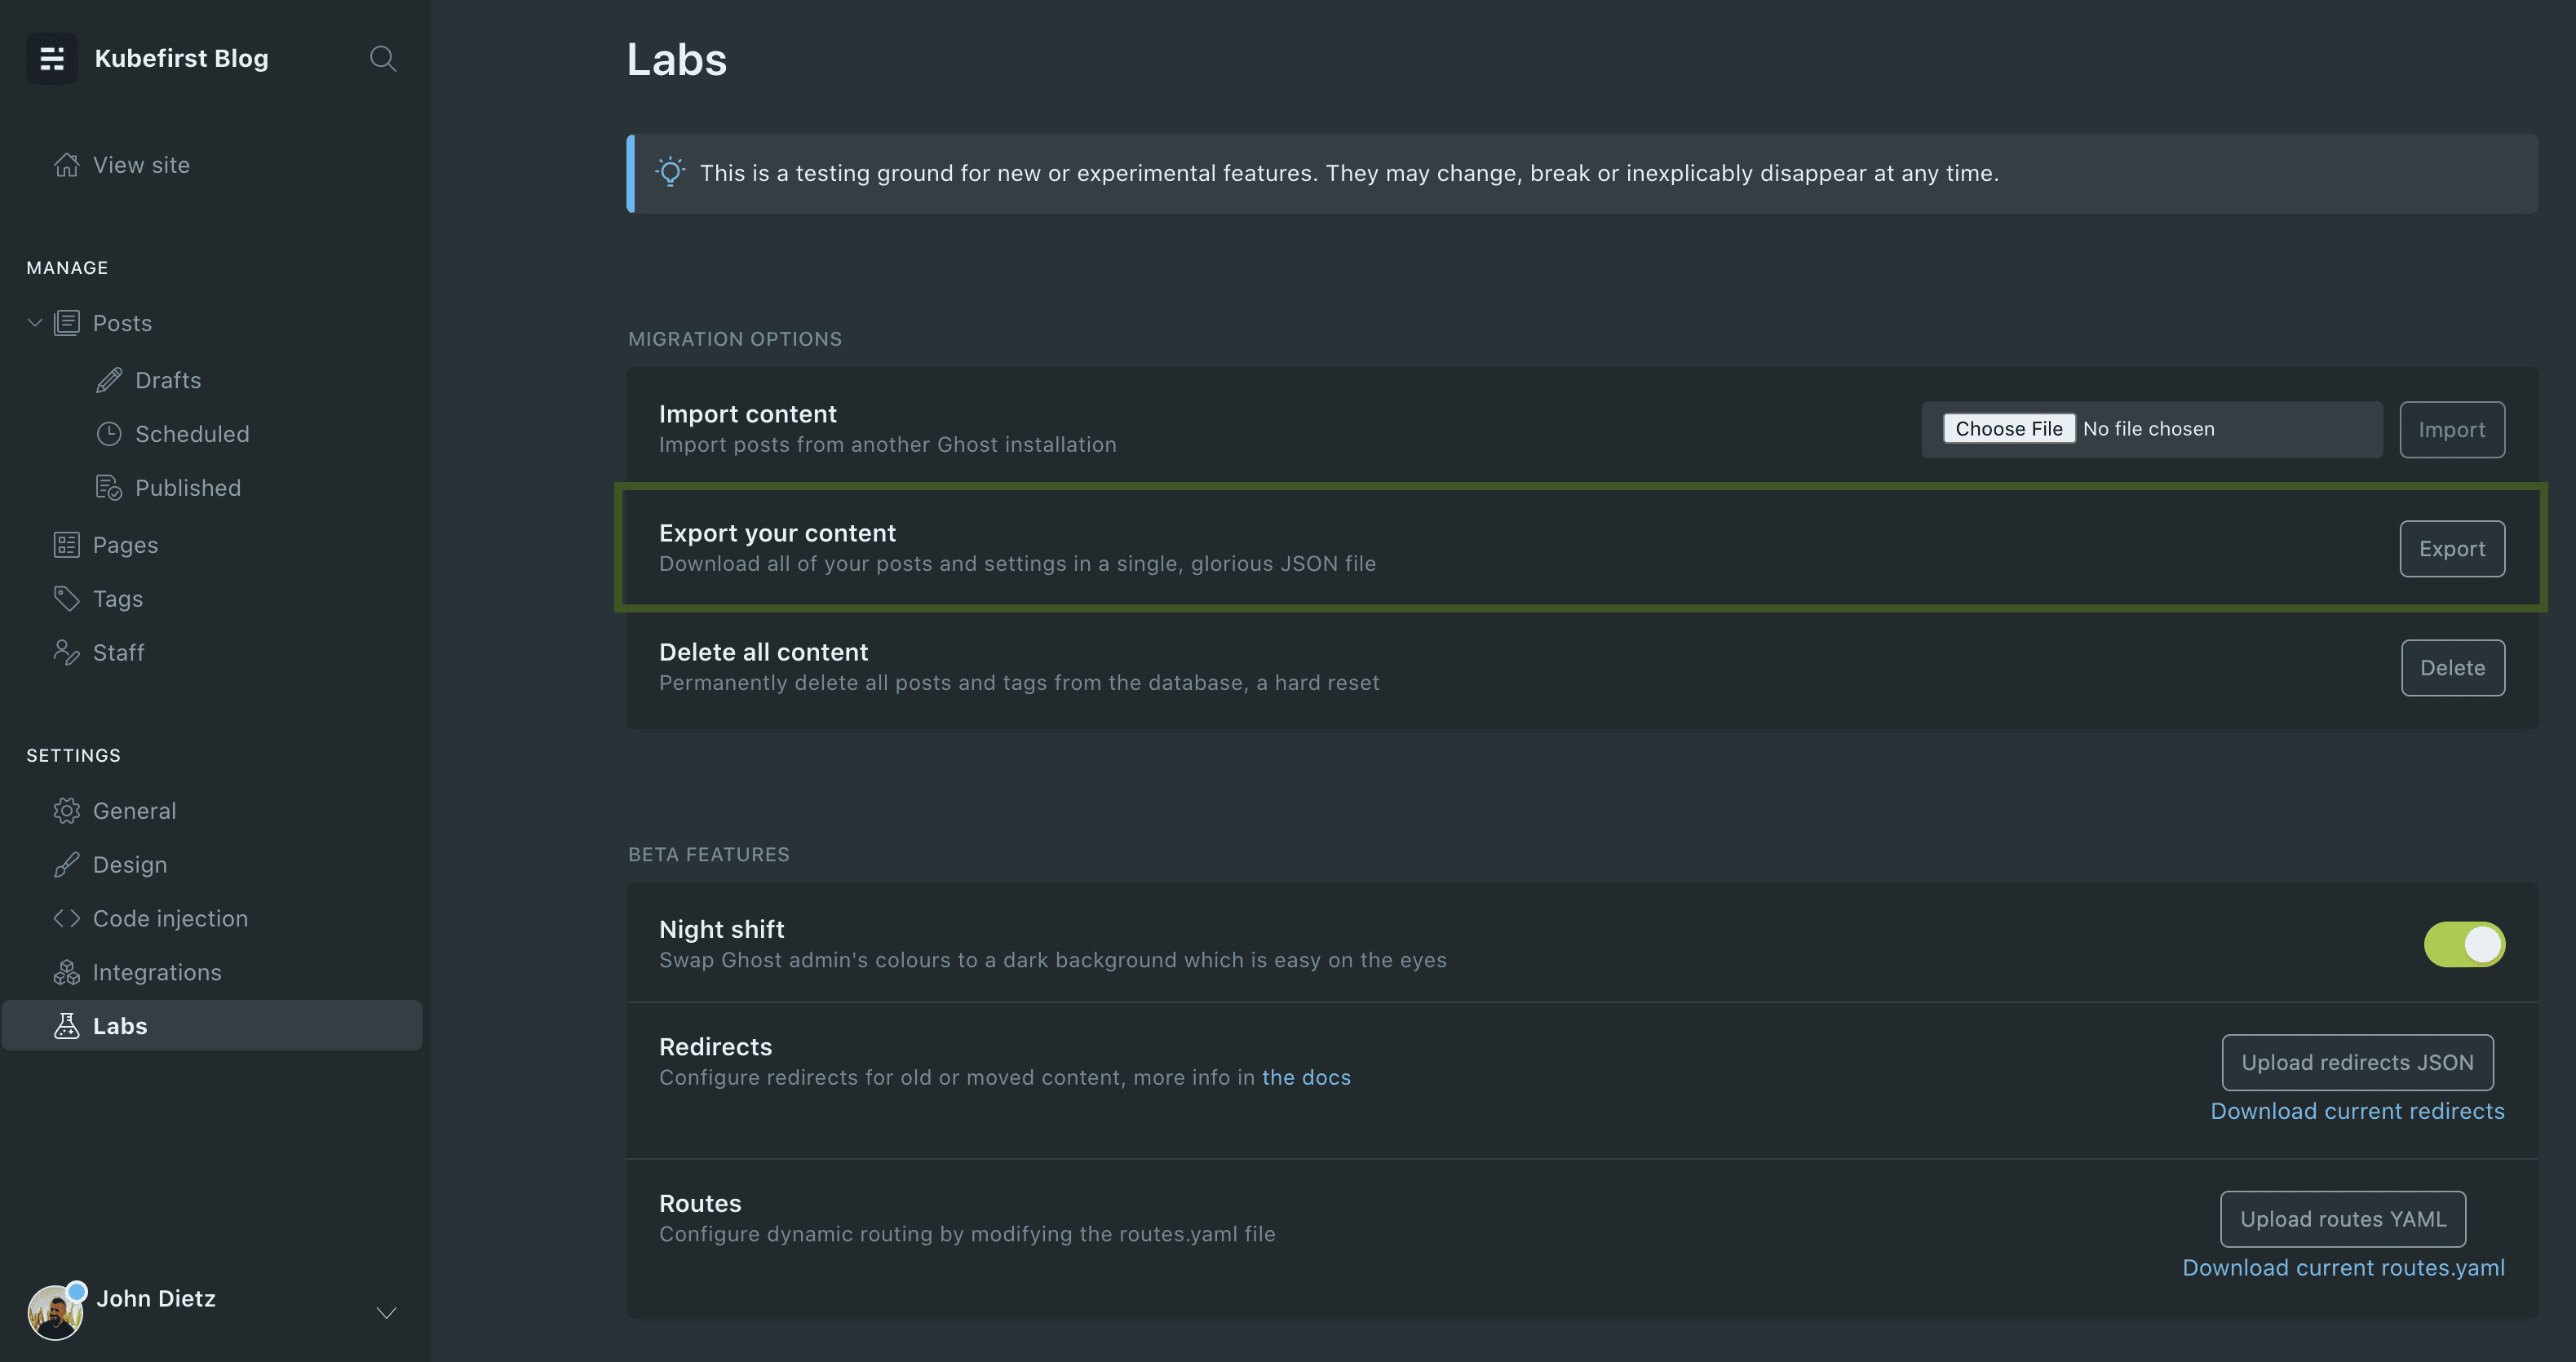 Kubefirst Blog
View site
MANAGE
Posts
Drafts
Scheduled
Published
Pages
Tags
Staff
SETTINGS
General
Design
Code injection
Integrations
Labs
John Dietz
Labs
This is a testing ground for new or experimental features. They may change, break or inexplicably disappear at any time.
MIGRATION OPTIONS
Import content
Import posts from another Ghost installation
Choose File No file chosen
Import
Export your content
Download all of your posts and settings in a single, glorious JSON file
Export
Delete all content
Permanently delete all posts and tags from the database, a hard reset
Delete
BETA FEATURES
Night shift
Swap Ghost admin's colours to a dark background which is easy on the eyes
Redirects
Configure redirects for old or moved content, more info in the docs
Upload redirects JSON
Download current redirects
Routes
Configure dynamic routing by modifying the routes.yaml file
Upload routes YAML
Download current routes.yaml